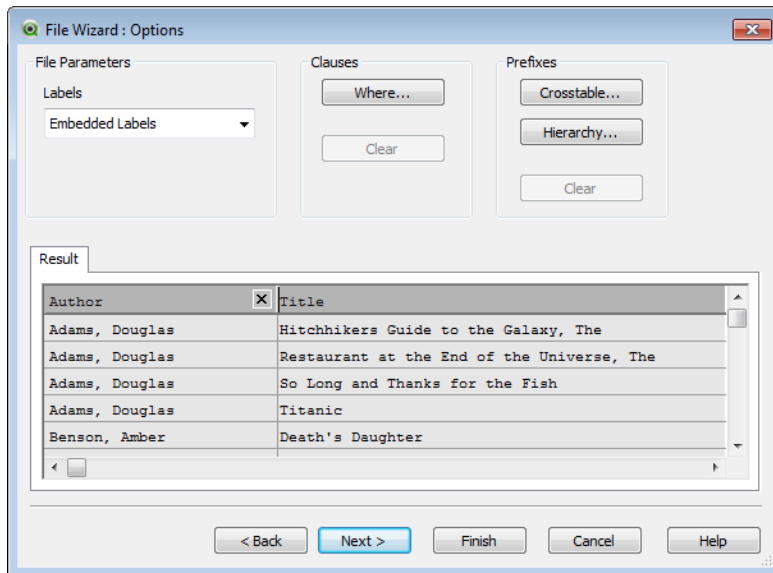 File Wizard : Options
File Parameters
Labels
Embedded Labels
Clauses
Where...
Clear
Prefixes
Crosstable...
Hierarchy...
Clear
Result
Author Title
Adams, Douglas Hitchhikers Guide to the Galaxy, The
Adams, Douglas Restaurant at the End of the Universe, The
Adams, Douglas So Long and Thanks for the Fish
Adams, Douglas Titanic
Benson, Amber Death's Daughter
< Back Next > Finish Cancel Help